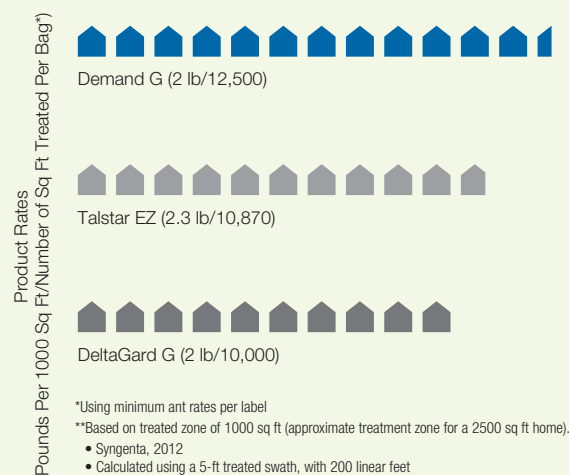 Product Rates
Pounds Per 1000 Sq Ft/Number of Sq Ft Treated Per Bag*)
Demand G (2 lb/12,500)
Talstar EZ (2.3 lb/10,870)
DeltaGard G (2 lb/10,000)
*Using minimum ant rates per label
**Based on treated zone of 1000 sq ft (approximate treatment zone for a 2500 sq ft home).
• Syngenta, 2012
• Calculated using a 5-ft treated swath, with 200 linear feet